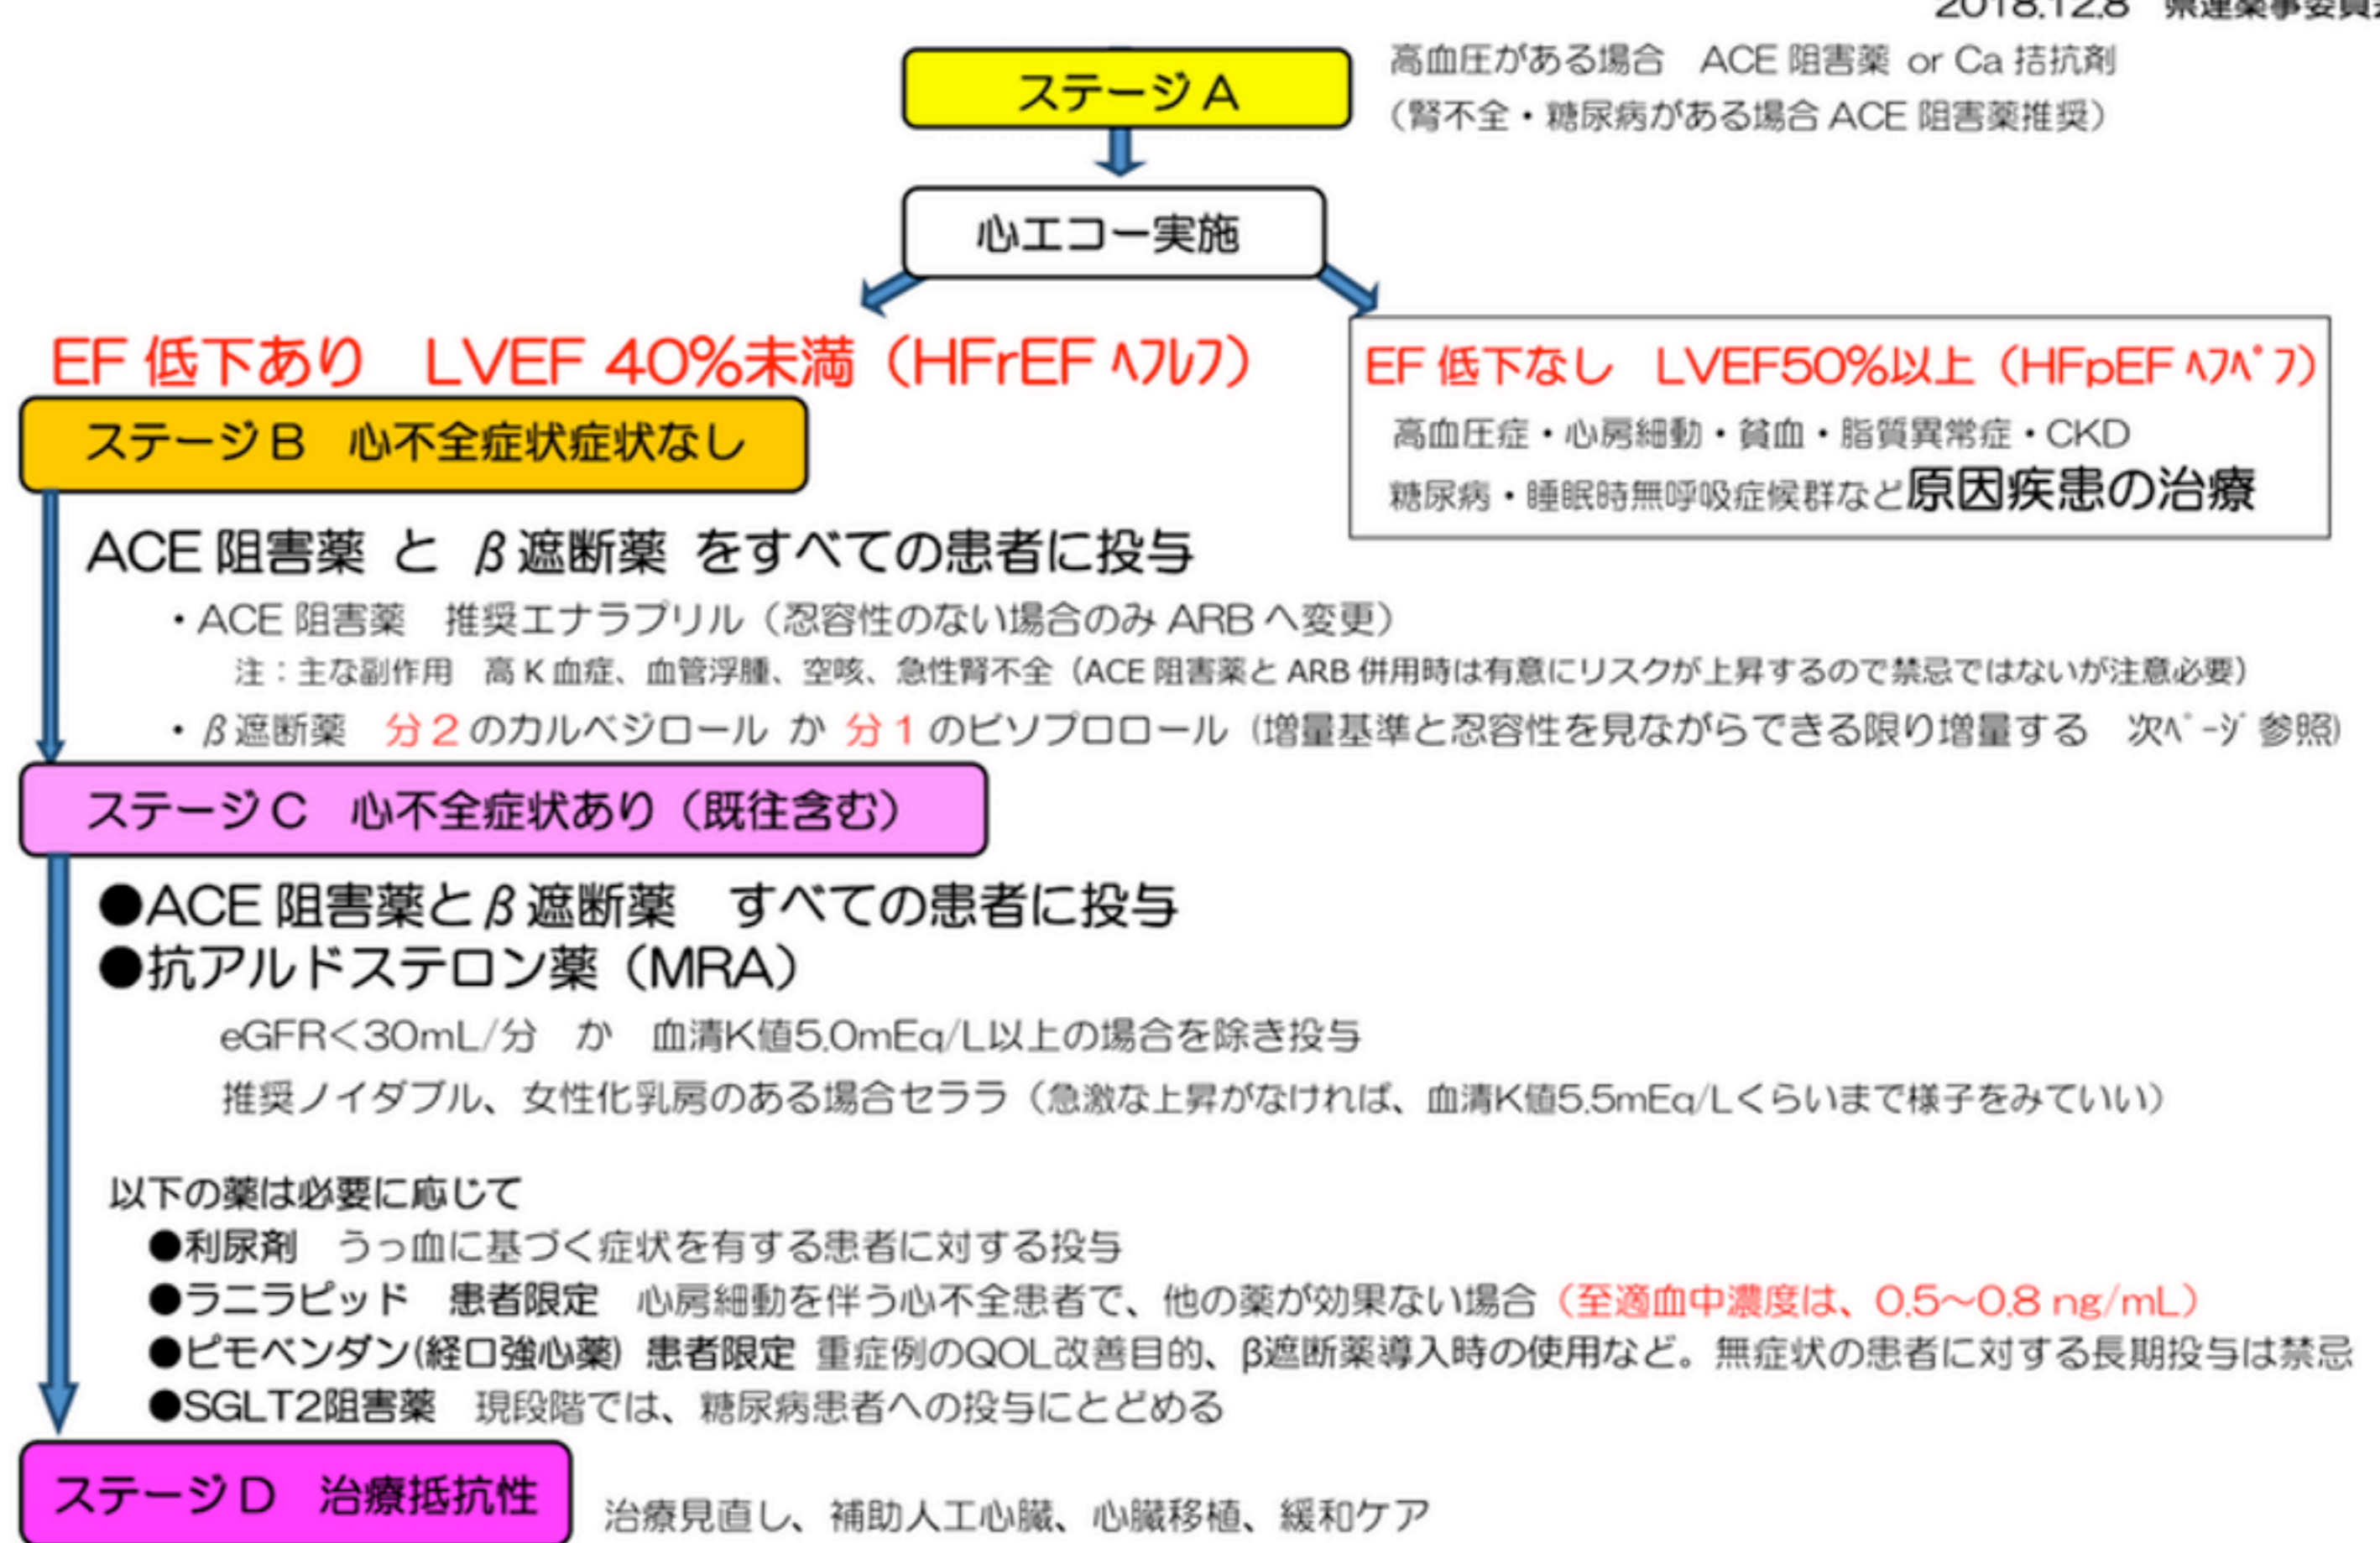 2018.12.8 県連薬事委員
ステージ A
高血圧がある場合 ACE 阻害薬 or Ca 拮抗剤
（腎不全・糖尿病がある場合 ACE 阻害薬推奨）
心エコー実施
EF 低下あり LVEF 40%未満（HFrEF ﾍﾌﾚﾌ）
EF 低下なし LVEF50%以上（HFpEF ﾍﾌﾍﾟﾌ）
高血圧症・心房細動・貧血・脂質異常症・CKD
糖尿病・睡眠時無呼吸症候群など原因疾患の治療
ステージ B 心不全症状症状なし
ACE 阻害薬 と β遮断薬 をすべての患者に投与
・ACE 阻害薬 推奨エナラプリル（忍容性のない場合のみ ARB へ変更）
注：主な副作用 高 K 血症、血管浮腫、空咳、急性腎不全（ACE 阻害薬と ARB 併用時は有意にリスクが上昇するので禁忌ではないが注意必要）
・β遮断薬 分 2 のカルベジロール か 分 1 のビソプロロール (増量基準と忍容性を見ながらできる限り増量する 次ﾍﾟｰｼﾞ参照)
ステージ C 心不全症状あり（既往含む）
●ACE 阻害薬とβ遮断薬 すべての患者に投与
●抗アルドステロン薬（MRA）
eGFR＜30mL/分 か 血清K値5.0mEq/L以上の場合を除き投与
推奨ノイダブル、女性化乳房のある場合セララ（急激な上昇がなければ、血清K値5.5mEq/Lくらいまで様子をみていい）
以下の薬は必要に応じて
●利尿剤 うっ血に基づく症状を有する患者に対する投与
●ラニラピッド 患者限定 心房細動を伴う心不全患者で、他の薬が効果ない場合（至適血中濃度は、0.5～0.8 ng/mL）
●ピモベンダン(経口強心薬) 患者限定 重症例のQOL改善目的、β遮断薬導入時の使用など。無症状の患者に対する長期投与は禁忌
●SGLT2阻害薬 現段階では、糖尿病患者への投与にとどめる
ステージ D 治療抵抗性
治療見直し、補助人工心臓、心臓移植、緩和ケア